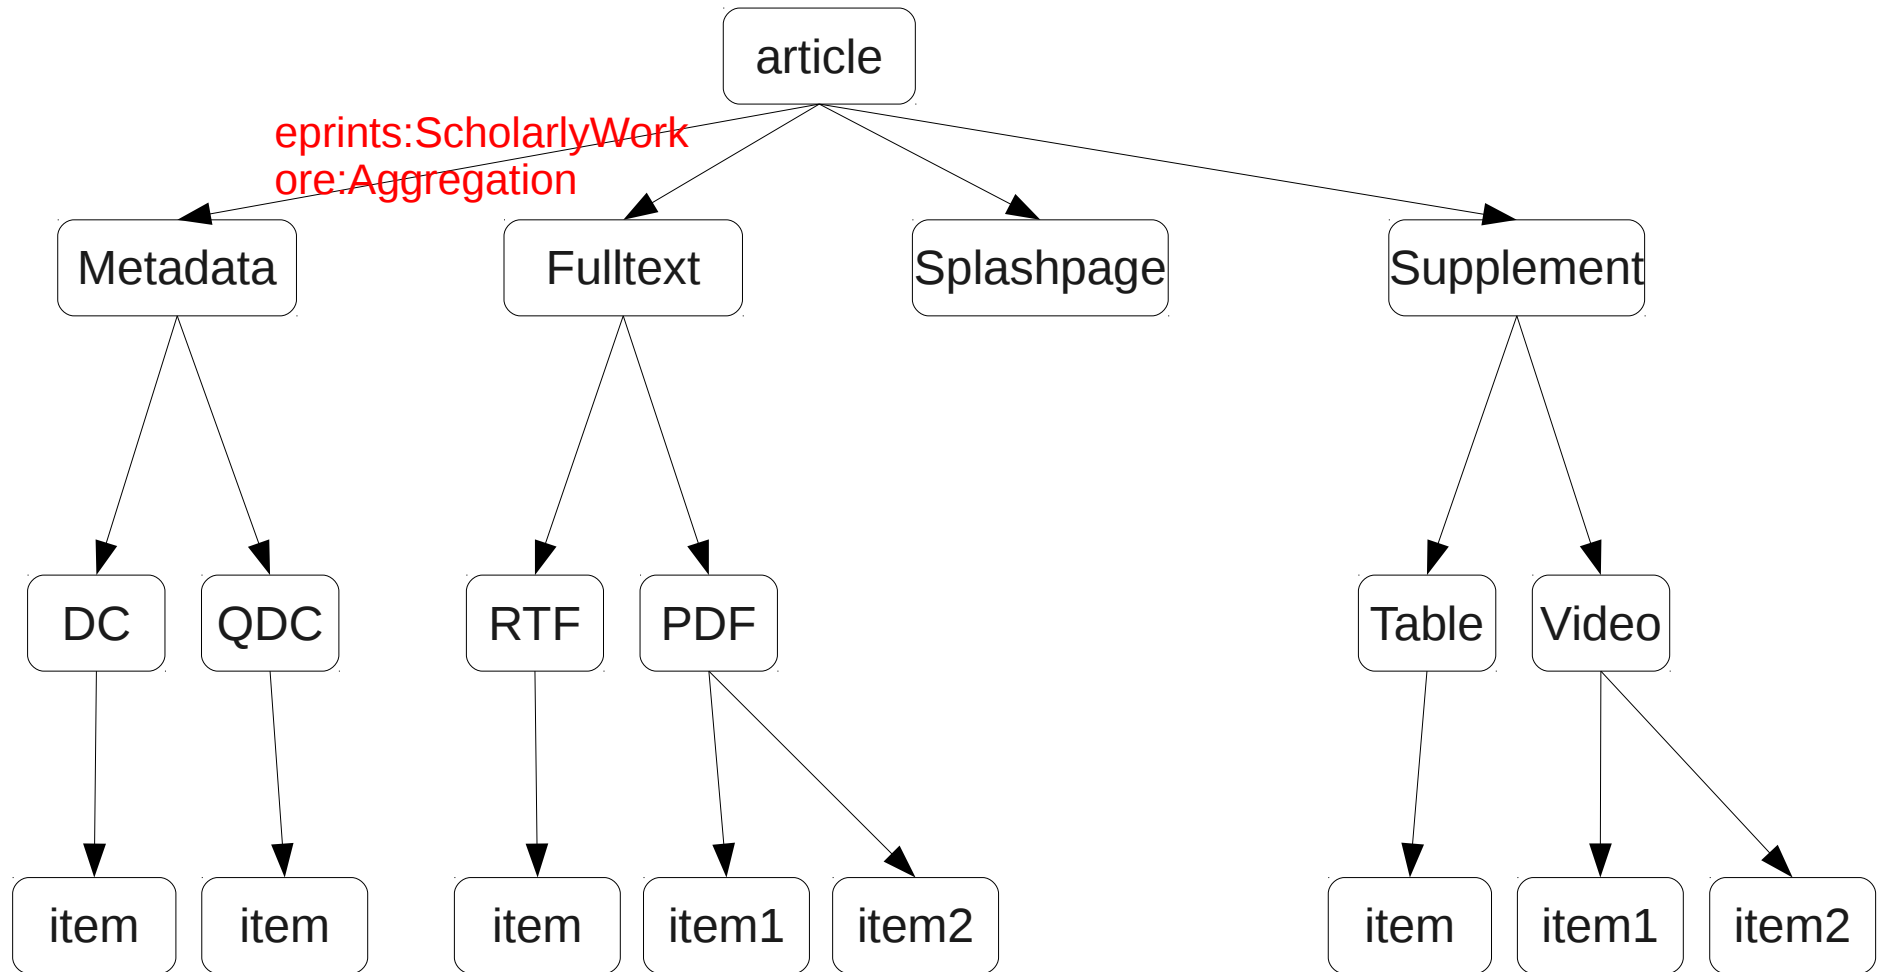 article
eprints:ScholarlyWork
ore:Aggregation
Metadata
Fulltext
Splashpage
Supplement
DC
QDC
RTF
PDF
Table
Video
item
item
item
item1
item2
item
item1
item2